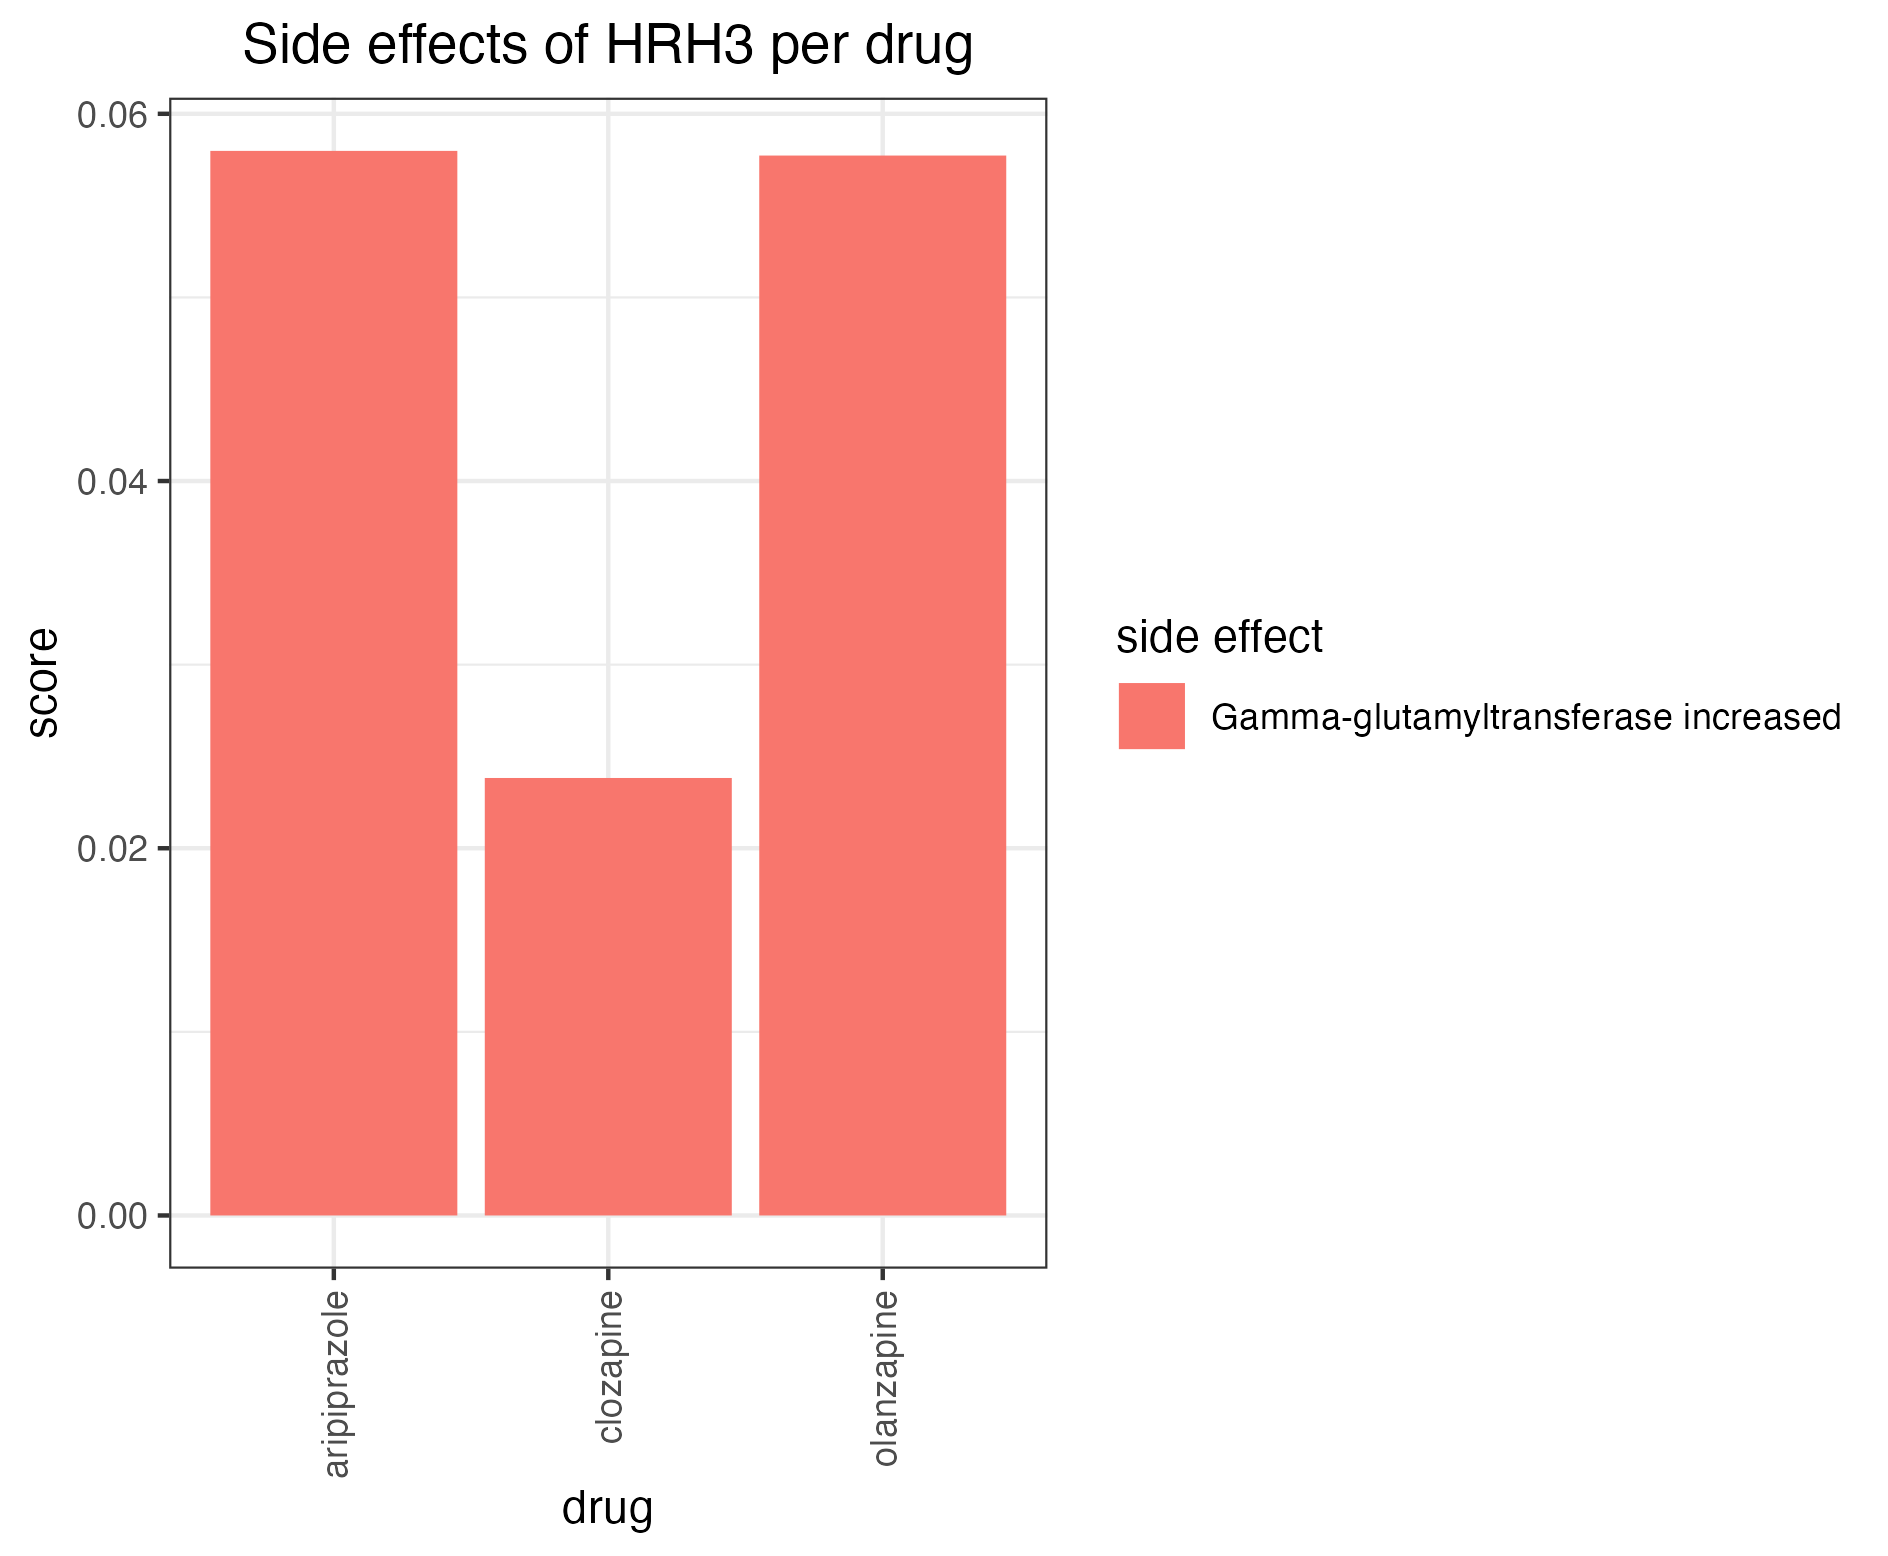 Side effects of HRH3 per drug
0.06
0.04
0.02
0.00
score
aripiprazole
clozapine
olanzapine
drug
side effect
Gamma-glutamyltransferase increased